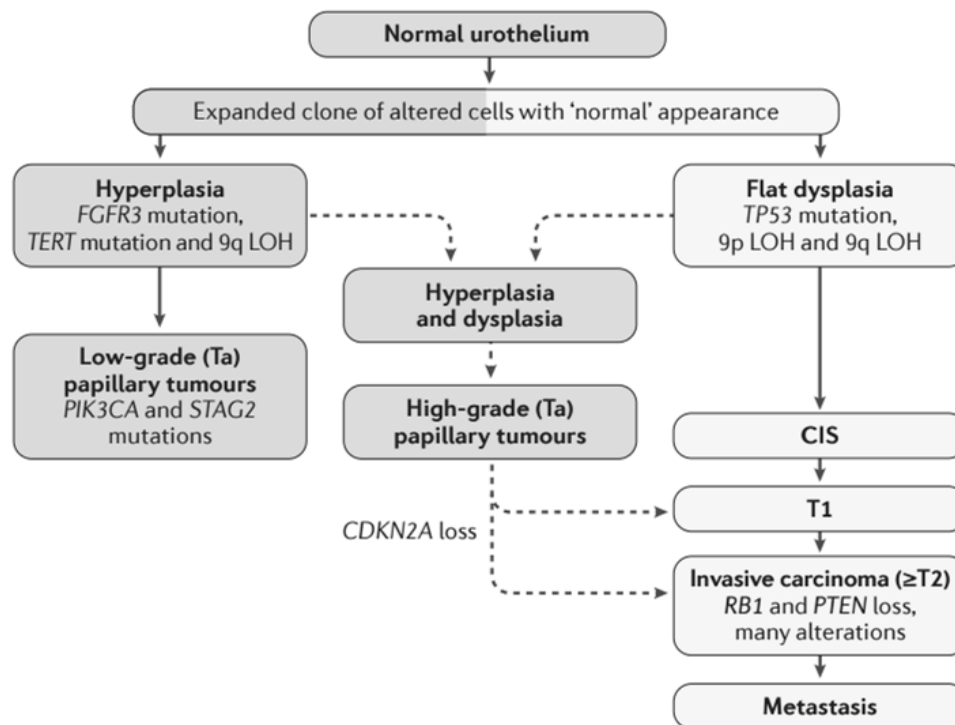 Normal urothelium
Expanded clone of altered cells with ‘normal’ appearance
Hyperplasia
FGFR3 mutation,
TERT mutation and 9q LOH
Flat dysplasia
TP53 mutation,
9p LOH and 9q LOH
Hyperplasia
and dysplasia
Low-grade (Ta)
papillary tumours
PIK3CA and STAG2
mutations
High-grade (Ta)
papillary tumours
CIS
T1
CDKN2A loss
Invasive carcinoma (≥T2)
RB1 and PTEN loss,
many alterations
Metastasis